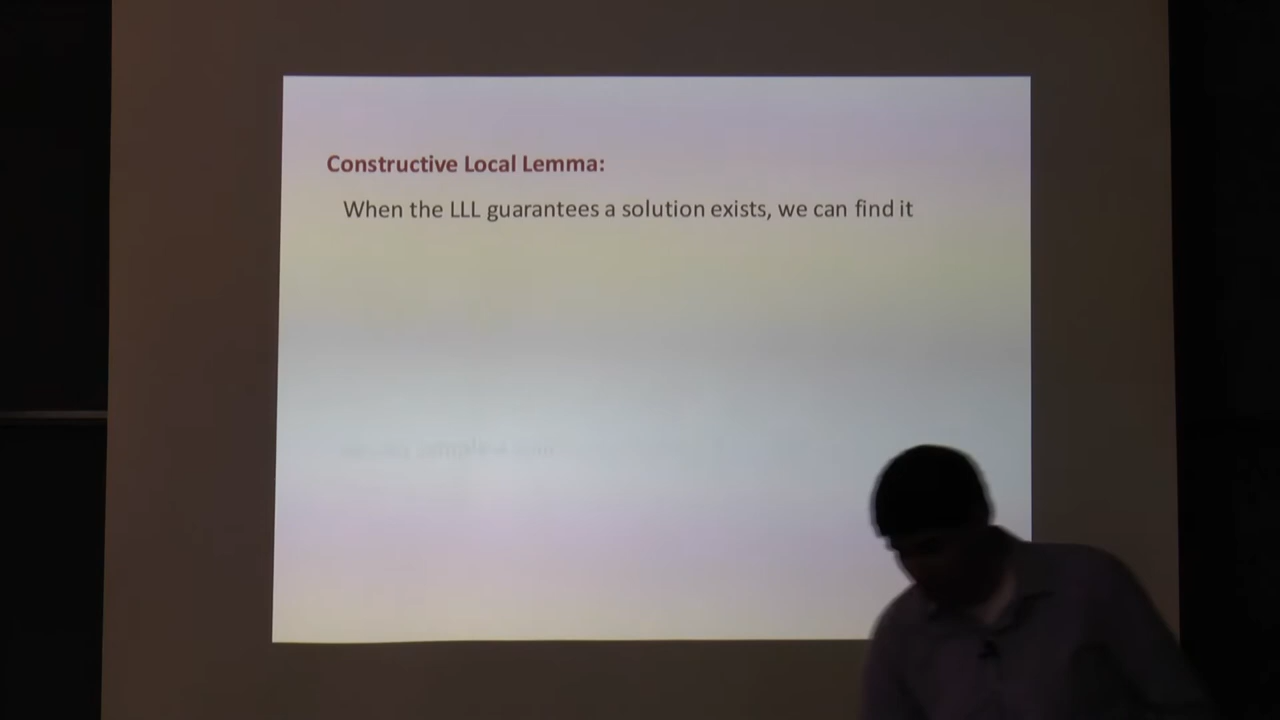 Constructive Local Lemma:
When the LLL guarantees a solution exists, we can find it